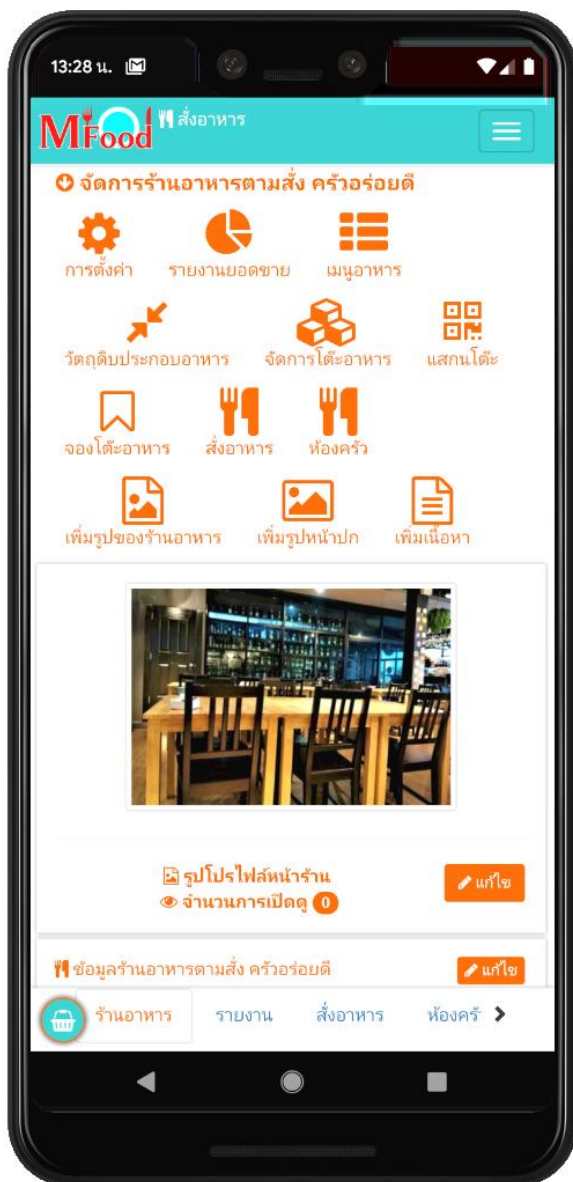 13:28 น.
MFood สั่งอาหาร
จัดการร้านอาหารตามสั่ง ครัวอร่อยดี
การตั้งค่า รายงานยอดขาย เมนูอาหาร
วัตถุดิบประกอบอาหาร จัดการโต๊ะอาหาร แสกนโต๊ะ
จองโต๊ะอาหาร สั่งอาหาร ห้องครัว
เพิ่มรูปของร้านอาหาร เพิ่มรูปหน้าปก เพิ่มเนื้อหา
รูปโปรไฟล์หน้าร้าน แก้ไข
จำนวนการเปิดดู 0
ข้อมูลร้านอาหารตามสั่ง ครัวอร่อยดี แก้ไข
ร้านอาหาร รายงาน สั่งอาหาร ห้องครั